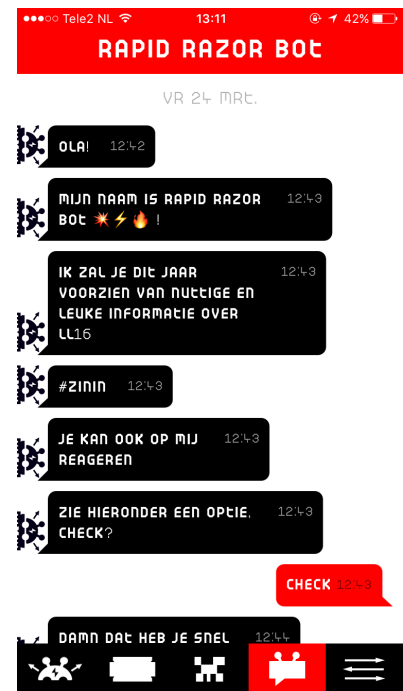 Tele2 NL 13:11 42%
RAPID RAZOR BOT
VR 24 MRT.
OLA! 12:42
MIJN NAAM IS RAPID RAZOR 12:43
BOT 💥⚡🔥 !
IK ZAL JE DIT JAAR 12:43
VOORZIEN VAN NUTTIGE EN
LEUKE INFORMATIE OVER
LL16
#ZININ 12:43
JE KAN OOK OP MIJ 12:43
REAGEREN
ZIE HIERONDER EEN OPTIE, 12:43
CHECK?
CHECK 12:43
DAMN DAT HEB JE SNEL 12:44